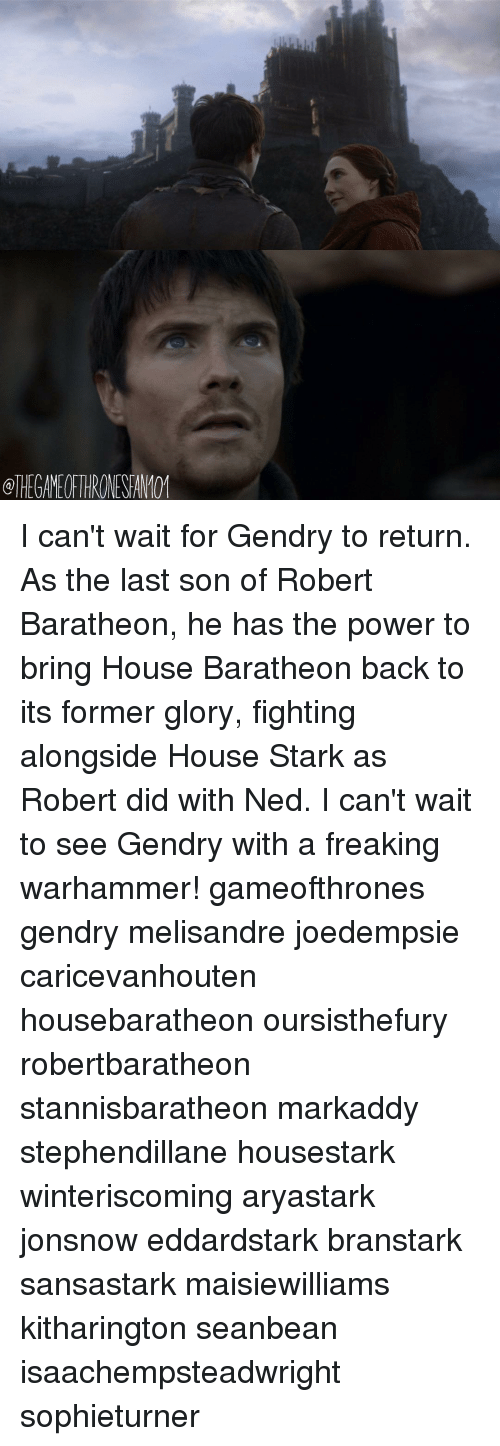 @THEGAMEOFTHRONESFAN101
I can't wait for Gendry to return.
As the last son of Robert
Baratheon, he has the power to
bring House Baratheon back to
its former glory, fighting
alongside House Stark as
Robert did with Ned. I can't wait
to see Gendry with a freaking
warhammer! gameofthrones
gendry melisandre joedempsie
caricevanhouten
housebaratheon oursisthefury
robertbaratheon
stannisbaratheon markaddy
stephendillane housestark
winteriscoming aryastark
jonsnow eddardstark branstark
sansastark maisiewilliams
kitharington seanbean
isaachempsteadwright
sophieturner